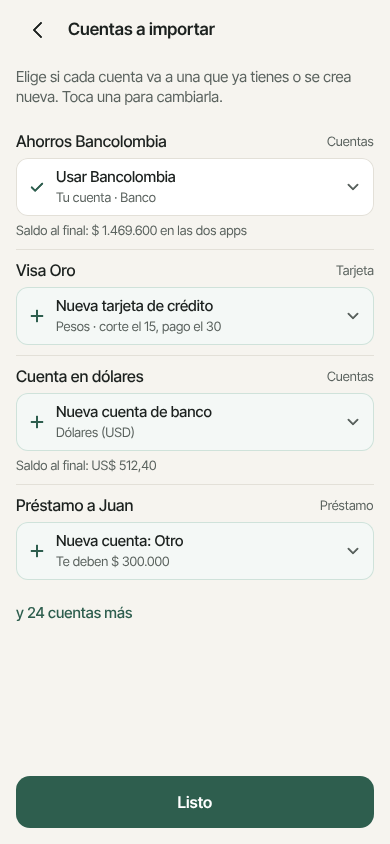 Cuentas a importar
Elige si cada cuenta va a una que ya tienes o se crea
nueva. Toca una para cambiarla.
Ahorros Bancolombia
Cuentas
Usar Bancolombia
Tu cuenta · Banco
Saldo al final: $ 1.469.600 en las dos apps
Visa Oro
Tarjeta
Nueva tarjeta de crédito
Pesos · corte el 15, pago el 30
Cuenta en dólares
Cuentas
Nueva cuenta de banco
Dólares (USD)
Saldo al final: US$ 512,40
Préstamo a Juan
Préstamo
Nueva cuenta: Otro
Te deben $ 300.000
y 24 cuentas más
Listo